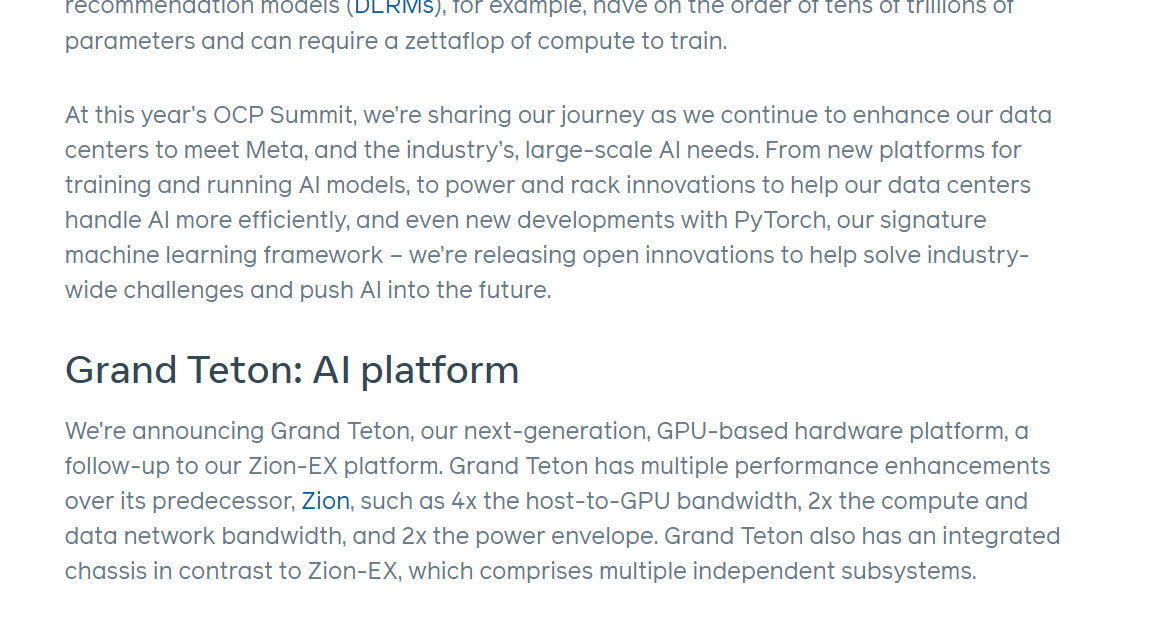 recommendation models (DLRMs), for example, have on the order of tens of trillions of
parameters and can require a zettaflop of compute to train.
At this year’s OCP Summit, we’re sharing our journey as we continue to enhance our data
centers to meet Meta, and the industry’s, large-scale AI needs. From new platforms for
training and running AI models, to power and rack innovations to help our data centers
handle AI more efficiently, and even new developments with PyTorch, our signature
machine learning framework – we’re releasing open innovations to help solve industry-
wide challenges and push AI into the future.
Grand Teton: AI platform
We’re announcing Grand Teton, our next-generation, GPU-based hardware platform, a
follow-up to our Zion-EX platform. Grand Teton has multiple performance enhancements
over its predecessor, Zion, such as 4x the host-to-GPU bandwidth, 2x the compute and
data network bandwidth, and 2x the power envelope. Grand Teton also has an integrated
chassis in contrast to Zion-EX, which comprises multiple independent subsystems.